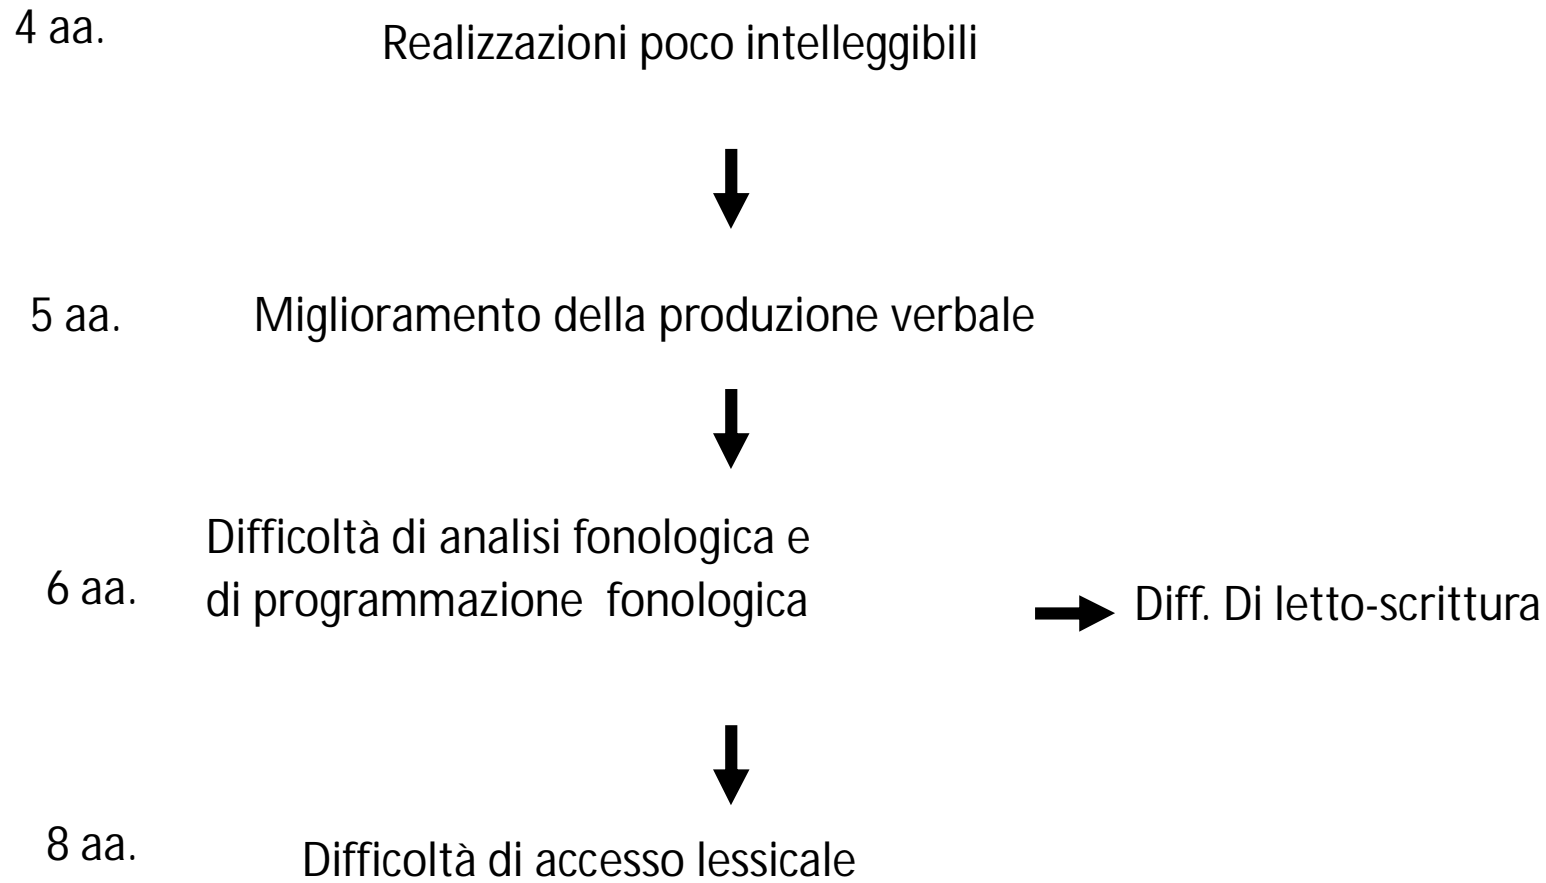 4 aa.
Realizzazioni poco intelleggibili
5 aa.
Miglioramento della produzione verbale
6 aa.
Difficoltà di analisi fonologica e
di programmazione fonologica
Diff. Di letto-scrittura
8 aa.
Difficoltà di accesso lessicale